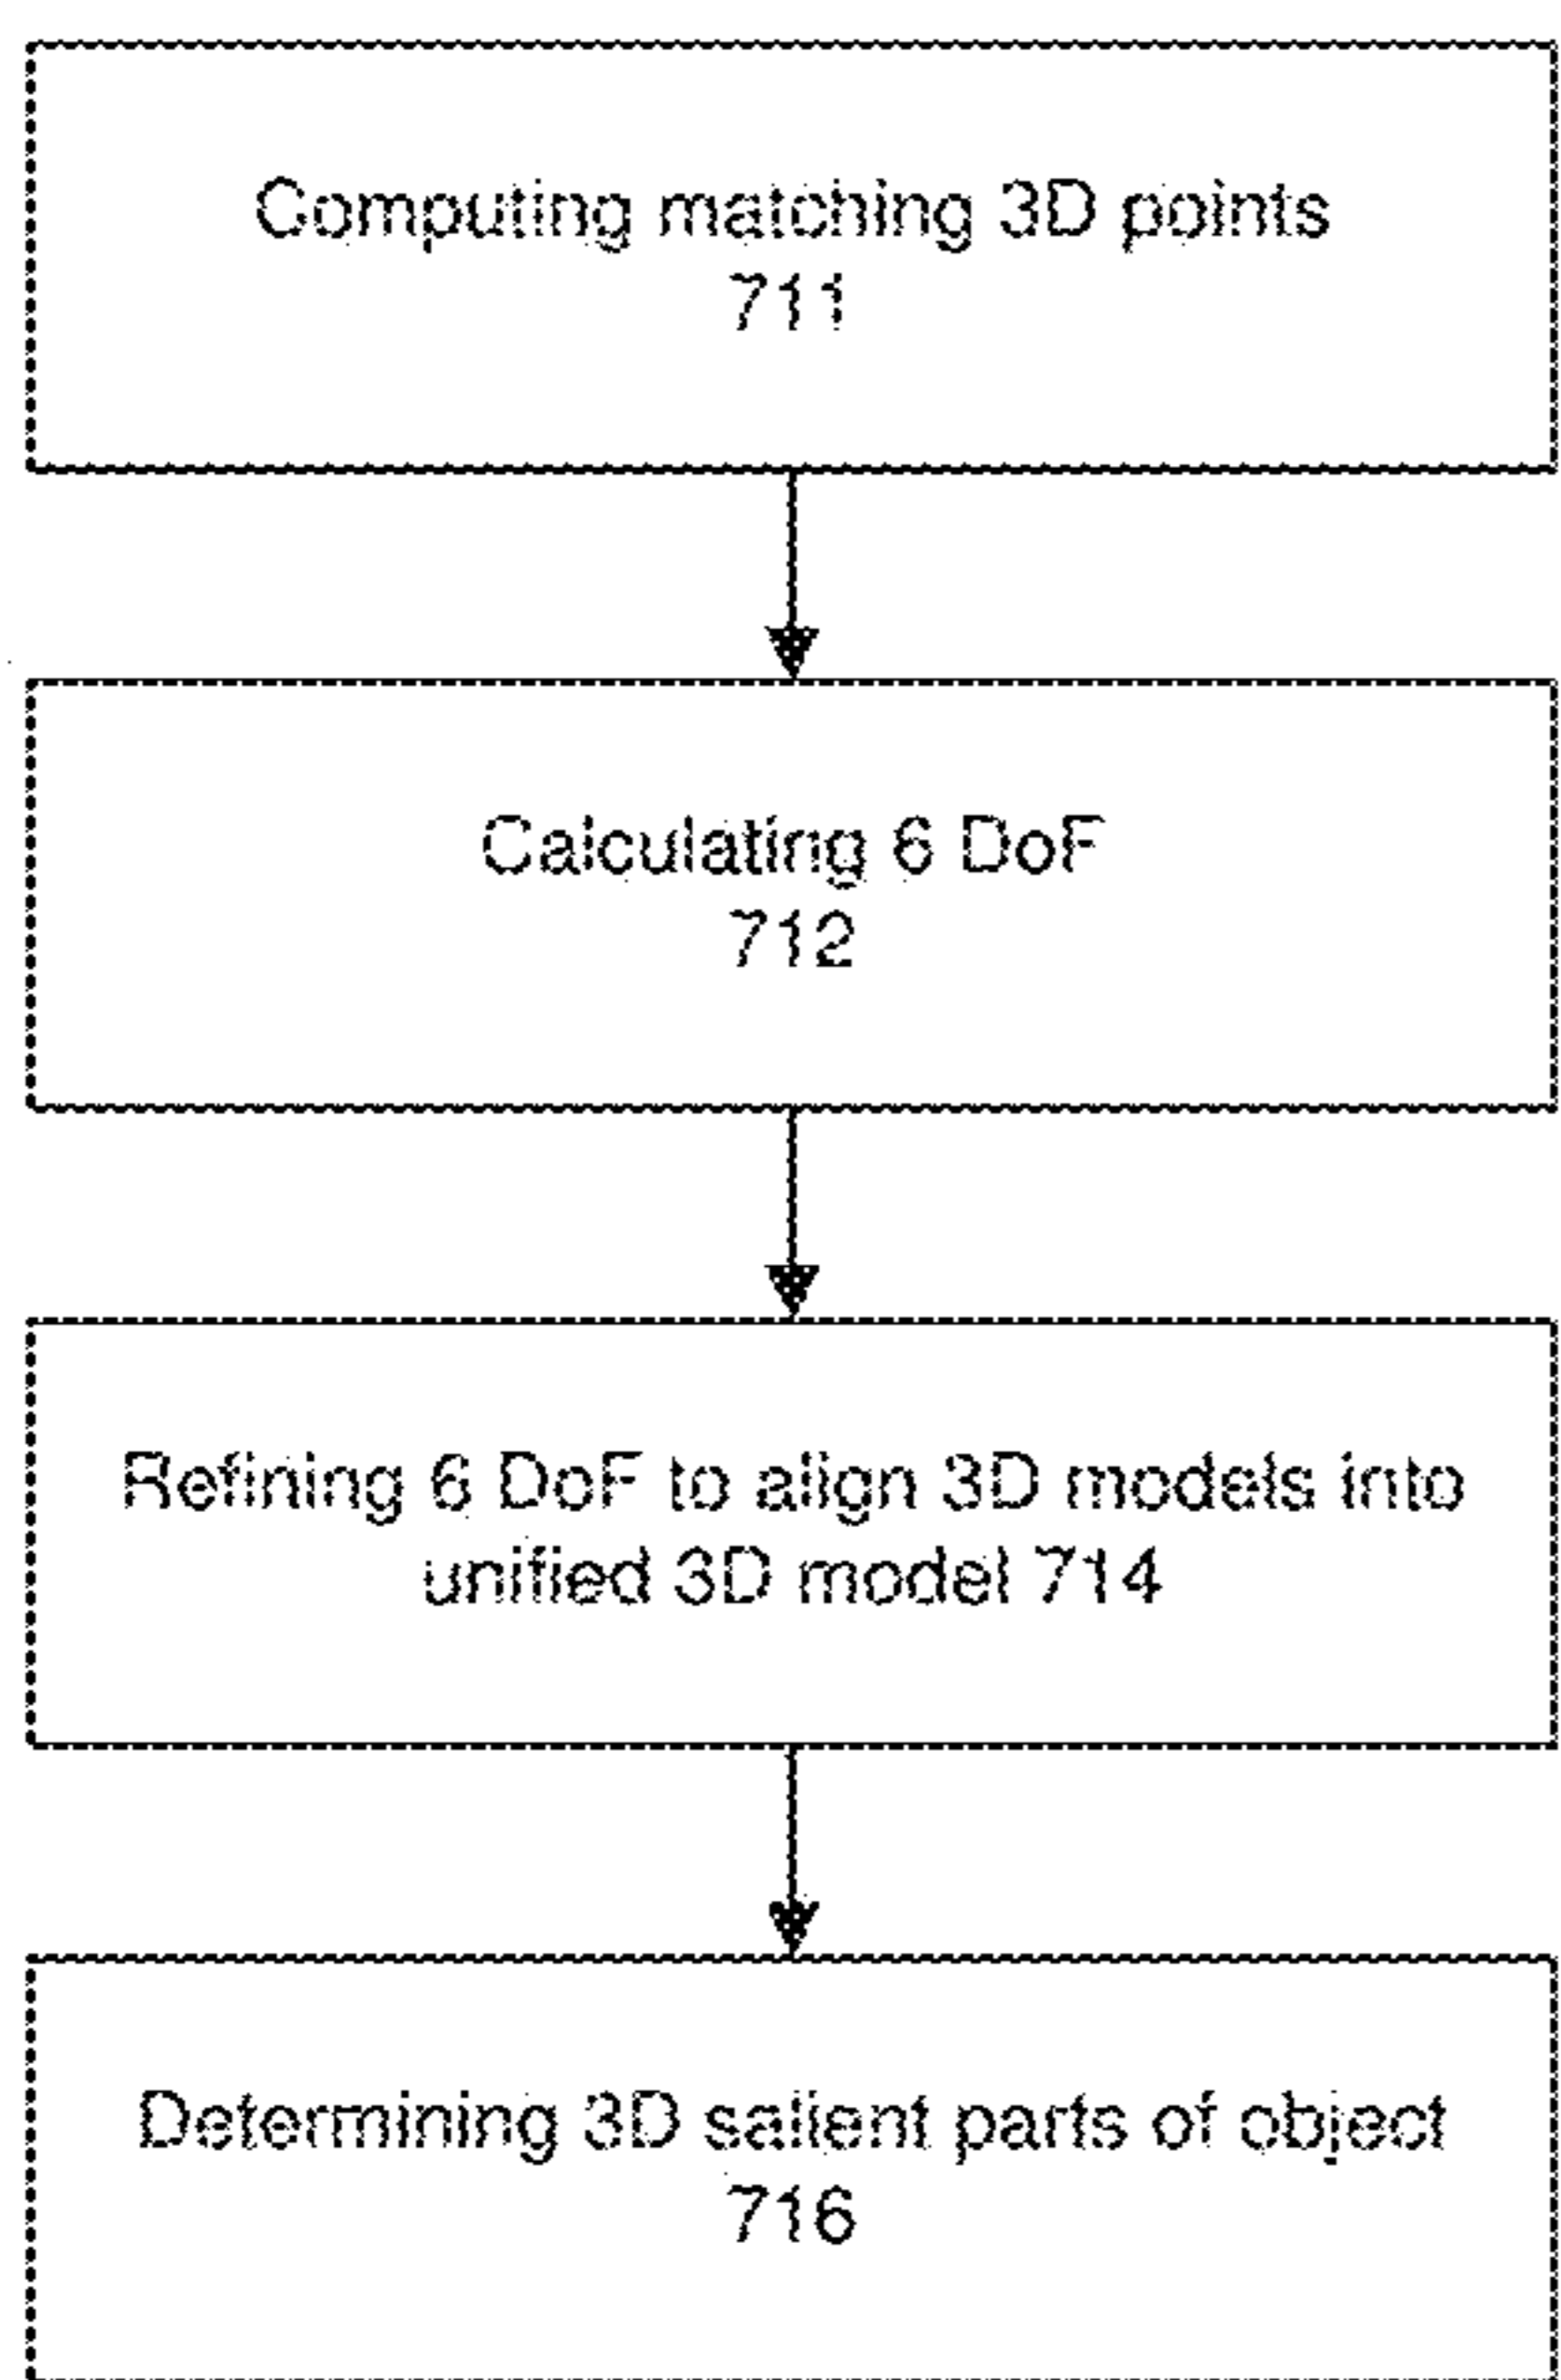 Computing matching 3D points
711
Calculating 6 DoF
712
Refining 6 DoF to align 3D models into
unified 3D model 714
Determining 3D salient parts of object
716